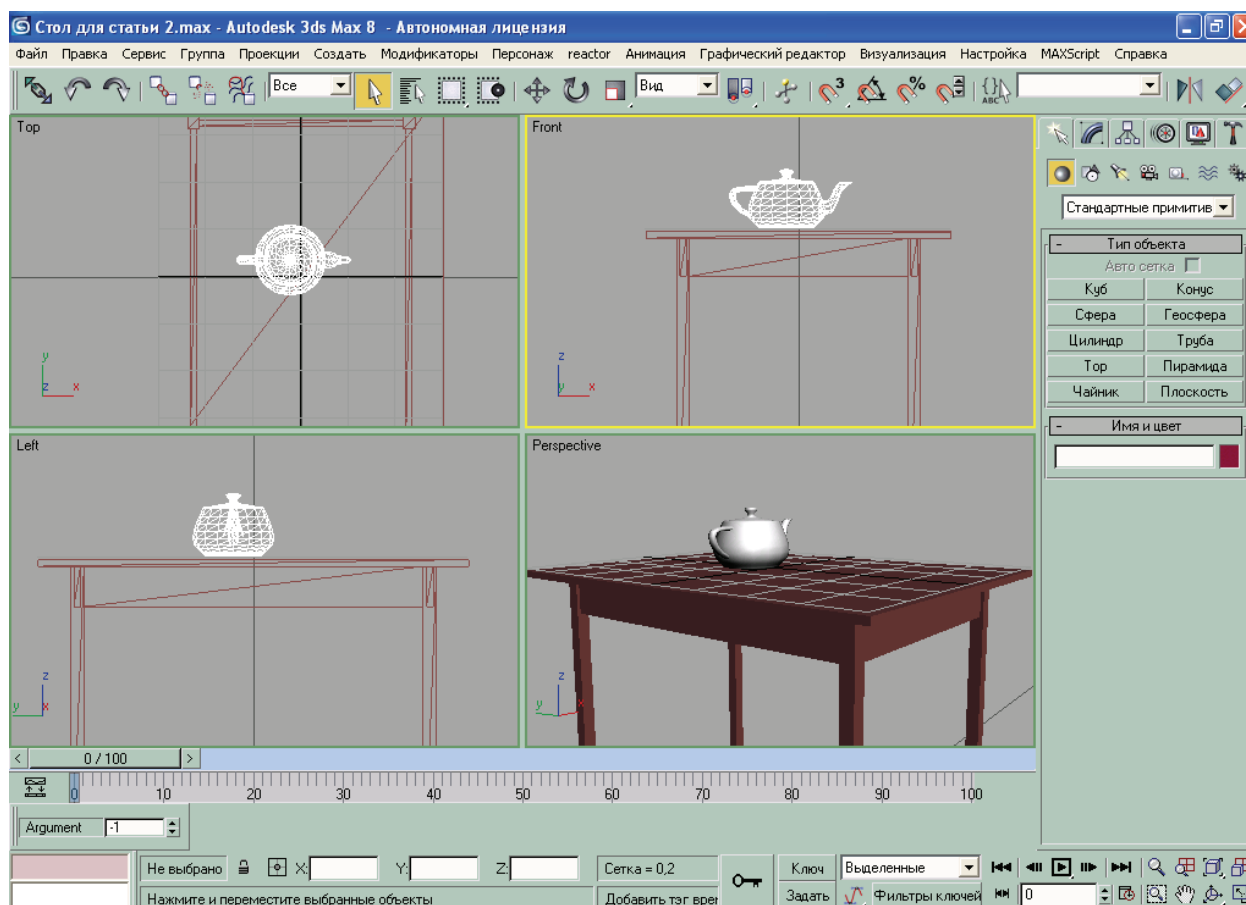 Стол для статьи 2.max - Autodesk 3ds Max 8 - Автономная лицензия
Файл Правка Сервис Группа Проекции Создать Модификаторы Персонаж reactor Анимация Графический редактор Визуализация Настройка MAXScript Справка
Все Вид 3 % {} ABC
Top Front
Стандартные примитив
- Тип объекта
Авто сетка
Куб Конус
Сфера Геосфера
Цилиндр Труба
Тор Пирамида
Чайник Плоскость
- Имя и цвет
y z x
z y x
Left Perspective
z y x
z y x
< 0 / 100 >
0 10 20 30 40 50 60 70 80 90 100
Argument -1
Не выбрано X: Y: Z: Сетка = 0,2 Ключ Выделенные
Нажмите и переместите выбранные объекты Добавить тэг вре Задать Фильтры ключей 0